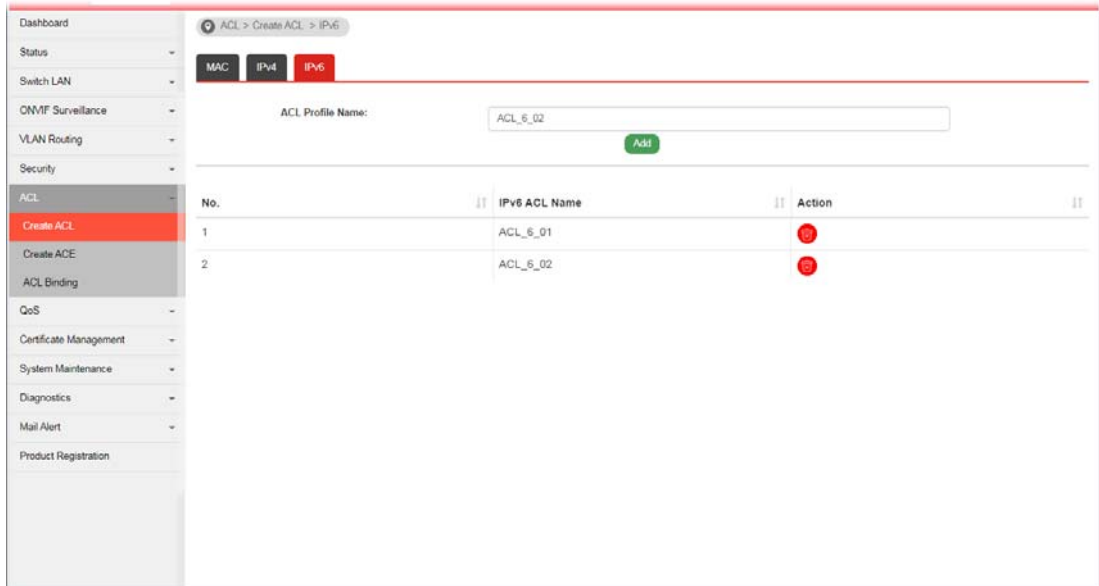 Dashboard
Status
Switch LAN
ONVIF Surveillance
VLAN Routing
Security
ACL
Create ACL
Create ACE
ACL Binding
QoS
Certificate Management
System Maintenance
Diagnostics
Mail Alert
Product Registration
ACL > Create ACL > IPv6
MAC IPv4 IPv6
ACL Profile Name: ACL_6_02
Add
No. IPv6 ACL Name Action
1 ACL_6_01
2 ACL_6_02